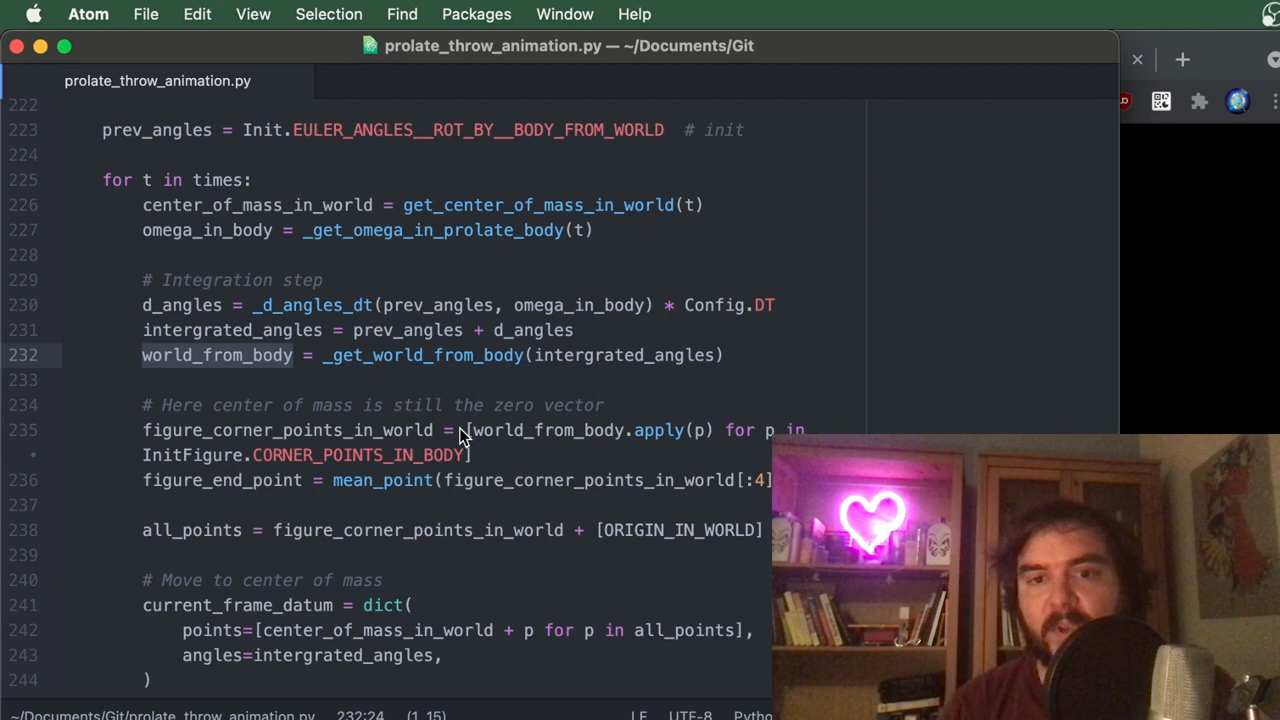 Atom File Edit View Selection Find Packages Window Help
prolate_throw_animation.py — ~/Documents/Git
prolate_throw_animation.py
222
223 prev_angles = Init.EULER_ANGLES__ROT_BY__BODY_FROM_WORLD # init
224
225 for t in times:
226 center_of_mass_in_world = get_center_of_mass_in_world(t)
227 omega_in_body = _get_omega_in_prolate_body(t)
228
229 # Integration step
230 d_angles = _d_angles_dt(prev_angles, omega_in_body) * Config.DT
231 intergrated_angles = prev_angles + d_angles
232 world_from_body = _get_world_from_body(intergrated_angles)
233
234 # Here center of mass is still the zero vector
235 figure_corner_points_in_world = [world_from_body.apply(p) for p in
• InitFigure.CORNER_POINTS_IN_BODY]
236 figure_end_point = mean_point(figure_corner_points_in_world[:4]
237
238 all_points = figure_corner_points_in_world + [ORIGIN_IN_WORLD]
239
240 # Move to center of mass
241 current_frame_datum = dict(
242 points=[center_of_mass_in_world + p for p in all_points],
243 angles=intergrated_angles,
244 )
~/Documents/Git/prolate_throw_animation.py 232:24 (1, 15) LF UTF-8 Python